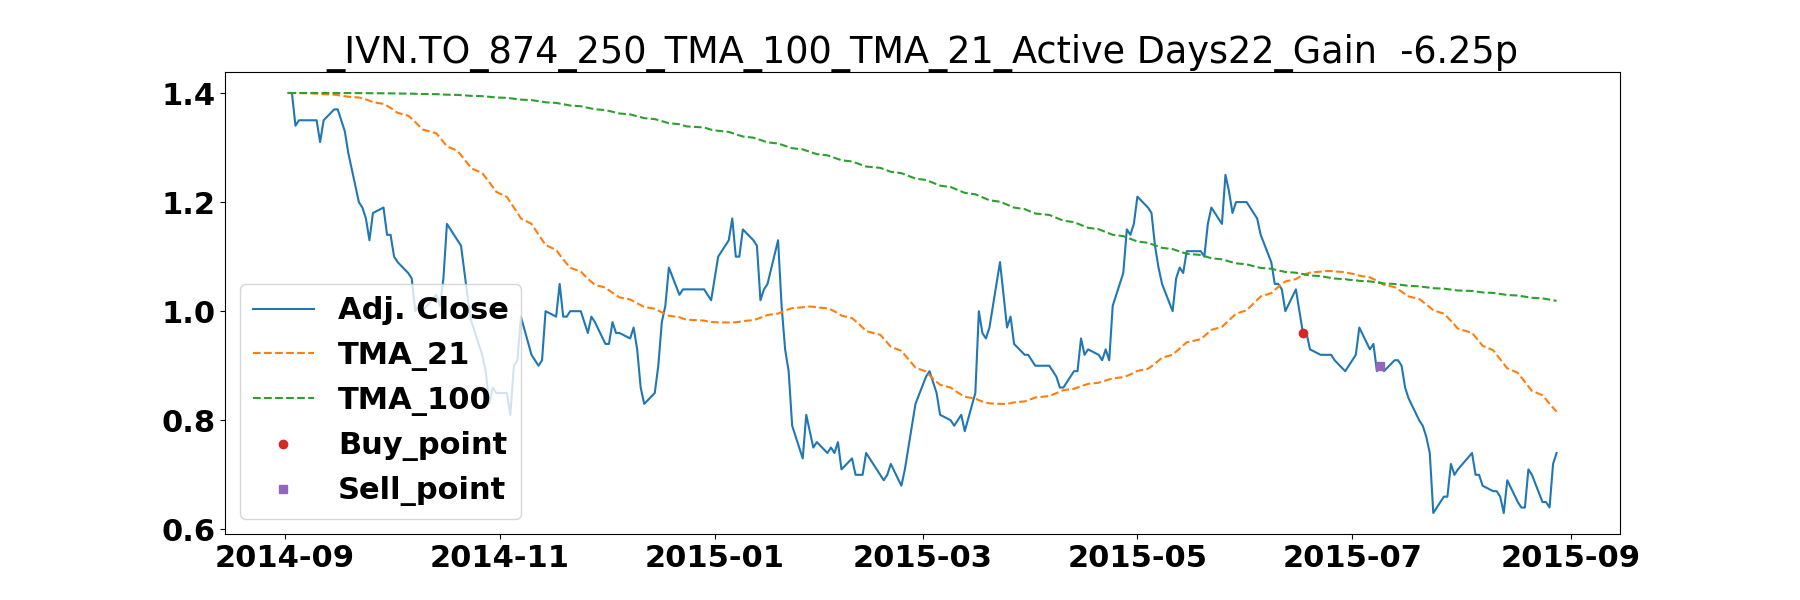 _IVN.TO_874_250_TMA_100_TMA_21_Active Days22_Gain  -6.25p
1.4
1.2
1.0
0.8
0.6
Adj. Close
TMA_21
TMA_100
Buy_point
Sell_point
2014-09 2014-11 2015-01 2015-03 2015-05 2015-07 2015-09